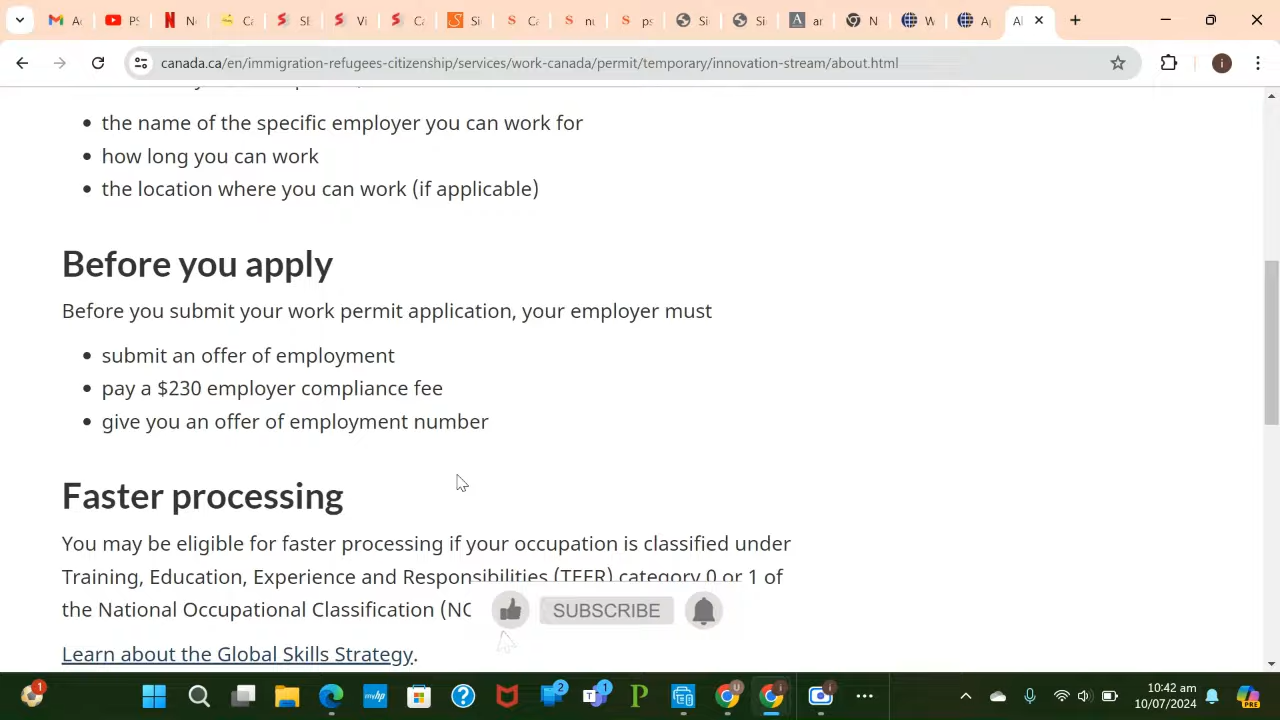 canada.ca/en/immigration-refugees-citizenship/services/work-canada/permit/temporary/innovation-stream/about.html
the name of the specific employer you can work for
how long you can work
the location where you can work (if applicable)
Before you apply
Before you submit your work permit application, your employer must
submit an offer of employment
pay a $230 employer compliance fee
give you an offer of employment number
Faster processing
You may be eligible for faster processing if your occupation is classified under
Training, Education, Experience and Responsibilities (TEER) category 0 or 1 of
the National Occupational Classification (NO
SUBSCRIBE
Learn about the Global Skills Strategy.
10:42 am
10/07/2024